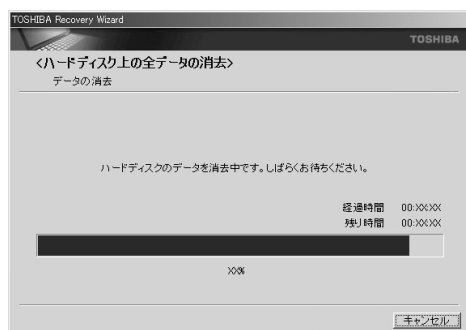 TOSHIBA Recovery Wizard
TOSHIBA
<ハードディスク上の全データの消去>
データの消去
ハードディスクのデータを消去中です。しばらくお待ちください。
経過時間 00:XX:XX
残り時間 00:XX:XX
XX%
キャンセル